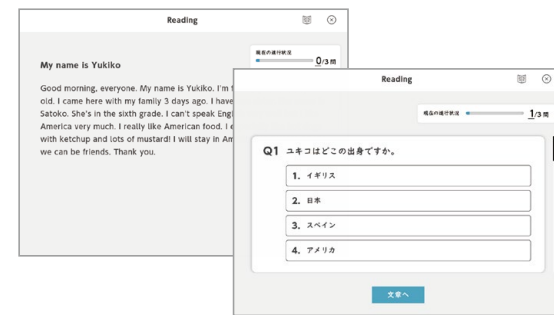 Reading
現在の進行状況
0/3 問
My name is Yukiko
Good morning, everyone. My name is Yukiko. I'm
old. I came here with my family 3 days ago. I have
Satoko. She's in the sixth grade. I can't speak Engl
America very much. I really like American food. I e
with ketchup and lots of mustard! I will stay in Am
we can be friends. Thank you.
Reading
現在の進行状況
1/3 問
Q1 ユキコはどこの出身ですか。
1. イギリス
2. 日本
3. スペイン
4. アメリカ
文章へ